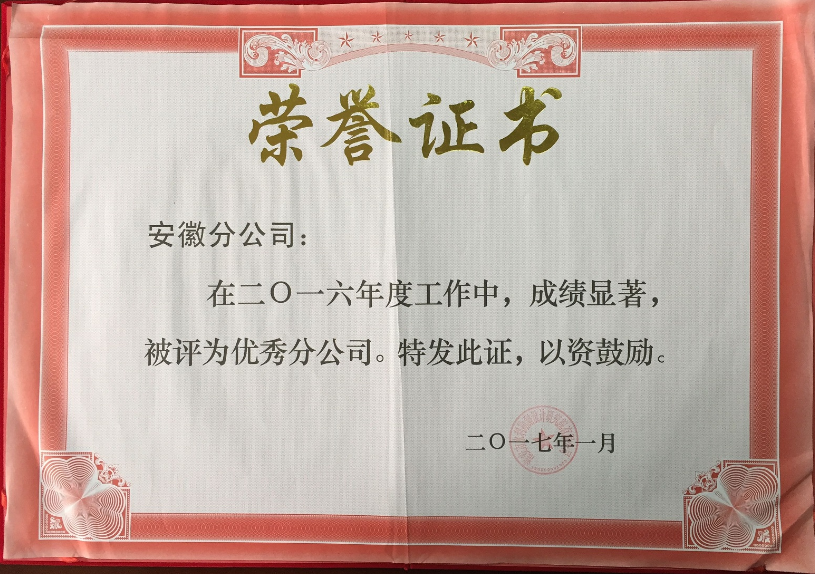 荣誉证书
安徽分公司：
在二〇一六年度工作中，成绩显著，
被评为优秀分公司。特发此证，以资鼓励。
二〇一七年一月